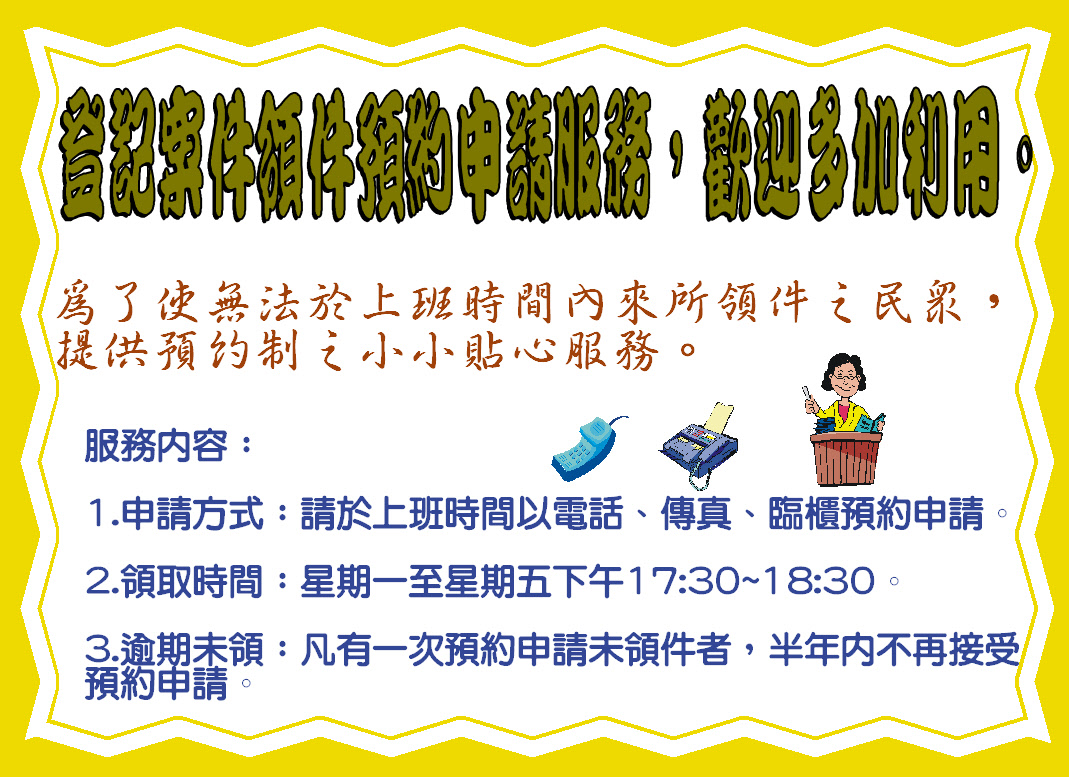 登記案件領件預約申請服務，歡迎多加利用。
為了使無法於上班時間內來所領件之民眾，
提供預約制之小小貼心服務。
服務內容：
1.申請方式：請於上班時間以電話、傳真、臨櫃預約申請。
2.領取時間：星期一至星期五下午17:30~18:30。
3.逾期未領：凡有一次預約申請未領件者，半年內不再接受
預約申請。